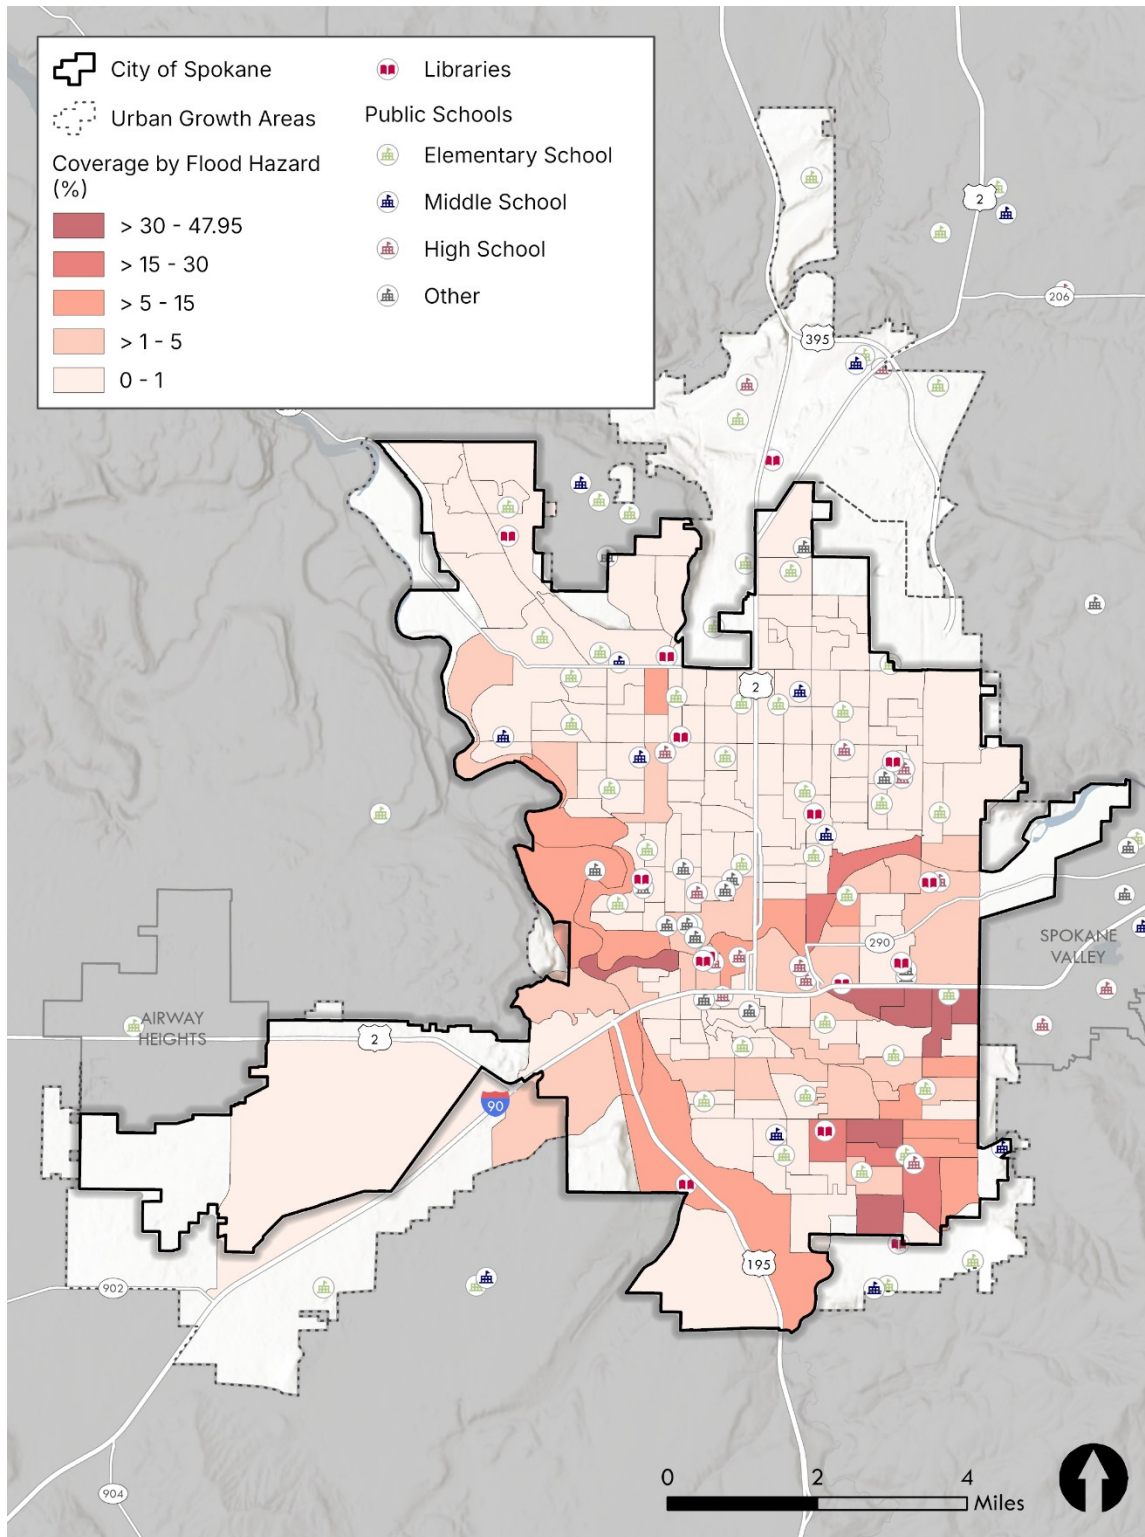 City of Spokane
Urban Growth Areas
Coverage by Flood Hazard
(%)
> 30 - 47.95
> 15 - 30
> 5 - 15
> 1 - 5
0 - 1
Libraries
Public Schools
Elementary School
Middle School
High School
Other
2
206
395
2
290
SPOKANE
VALLEY
AIRWAY
HEIGHTS
2
90
195
902
904
0 2 4
Miles